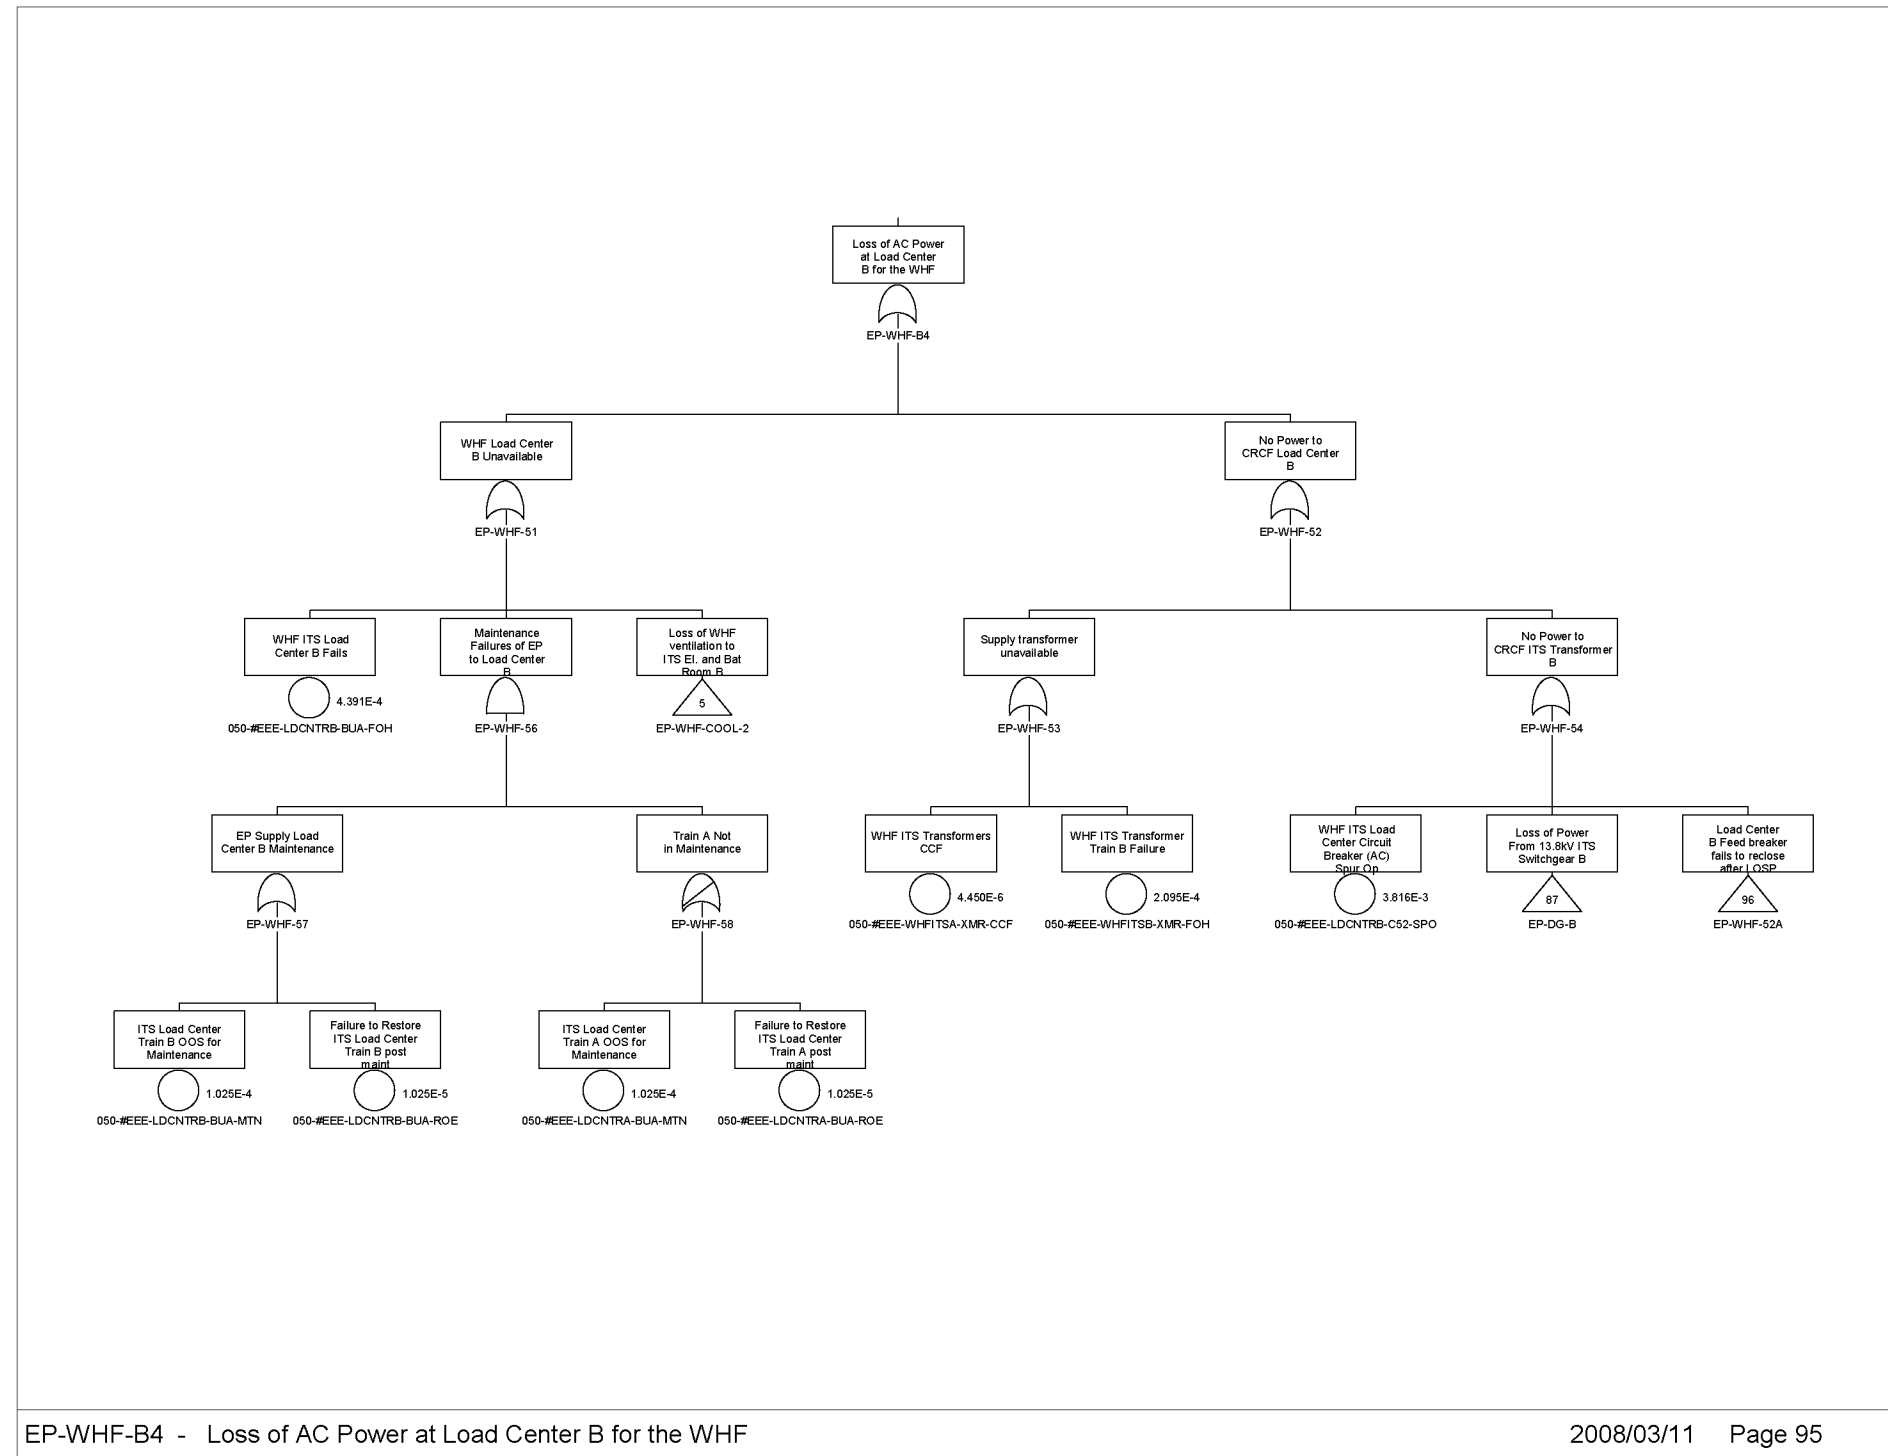 Loss of AC Power
at Load Center
B for the WHF
EP-WHF-B4
WHF Load Center
B Unavailable
EP-WHF-51
No Power to
CRCF Load Center
B
EP-WHF-52
WHF ITS Load
Center B Fails
4.391E-4
050-#EEE-LDCNTRB-BUA-FOH
Maintenance
Failures of EP
to Load Center
B
EP-WHF-56
Loss of WHF
ventilation to
ITS El. and Bat
Room B
5
EP-WHF-COOL-2
Supply transformer
unavailable
EP-WHF-53
No Power to
CRCF ITS Transformer
B
EP-WHF-54
EP Supply Load
Center B Maintenance
EP-WHF-57
Train A Not
in Maintenance
EP-WHF-58
WHF ITS Transformers
CCF
4.450E-6
050-#EEE-WHFITSA-XMR-CCF
WHF ITS Transformer
Train B Failure
2.095E-4
050-#EEE-WHFITSB-XMR-FOH
WHF ITS Load
Center Circuit
Breaker (AC)
Spur Op
3.816E-3
050-#EEE-LDCNTRB-C52-SPO
Loss of Power
From 13.8kV ITS
Switchgear B
87
EP-DG-B
Load Center
B Feed breaker
fails to reclose
after LOSP
96
EP-WHF-52A
ITS Load Center
Train B OOS for
Maintenance
1.025E-4
050-#EEE-LDCNTRB-BUA-MTN
Failure to Restore
ITS Load Center
Train B post
maint
1.025E-5
050-#EEE-LDCNTRB-BUA-ROE
ITS Load Center
Train A OOS for
Maintenance
1.025E-4
050-#EEE-LDCNTRA-BUA-MTN
Failure to Restore
ITS Load Center
Train A post
maint
1.025E-5
050-#EEE-LDCNTRA-BUA-ROE
EP-WHF-B4 - Loss of AC Power at Load Center B for the WHF
2008/03/11 Page 95